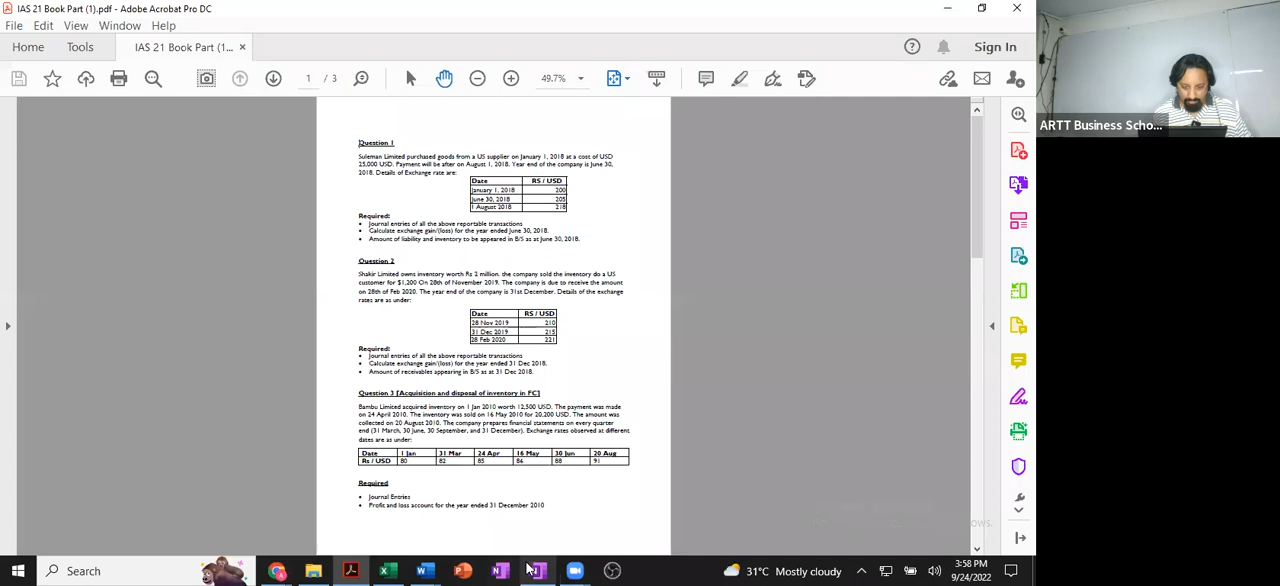 IAS 21 Book Part (1).pdf - Adobe Acrobat Pro DC
File Edit View Window Help
Home Tools IAS 21 Book Part (1... × Sign In
1 / 3 49.7%
ARTT Business Scho...
Question 1
Suleman Limited purchased goods from a US supplier on January 1, 2018 at a cost of USD
25,000 USD. Payment will be after on August 1, 2018. Year end of the company is June 30,
2018. Details of Exchange rate are:
Date RS / USD
January 1, 2018 200
June 30, 2018 205
1 August 2018 218
Required:
• Journal entries of all the above reportable transactions
• Calculate exchange gain/(loss) for the year ended June 30, 2018.
• Amount of liability and inventory to be appeared in B/S as at June 30, 2018.
Question 2
Shakir Limited owns inventory worth Rs 2 million, the company sold the inventory do a US
customer for $1,200 On 28th of November 2019. The company is due to receive the amount
on 28th of Feb 2020. The year end of the company is 31st December. Details of the exchange
rates are as under:
Date RS / USD
28 Nov 2019 210
31 Dec 2019 215
28 Feb 2020 221
Required:
• Journal entries of all the above reportable transactions
• Calculate exchange gain/(loss) for the year ended 31 Dec 2018.
• Amount of receivables appearing in B/S as at 31 Dec 2018.
Question 3 [Acquisition and disposal of inventory in FC]
Bambu Limited acquired inventory on 1 Jan 2010 worth 12,500 USD. The payment was made
on 24 April 2010. The inventory was sold on 16 May 2010 for 20,200 USD. The amount was
collected on 20 August 2010. The company prepares financial statements on every quarter
end (31 March, 30 June, 30 September, and 31 December). Exchange rates observed at different
dates are as under:
Date 1 Jan 31 Mar 24 Apr 16 May 30 Jun 20 Aug
Rs / USD 80 82 85 86 88 91
Required
• Journal Entries
• Profit and loss account for the year ended 31 December 2010
Search 31°C Mostly cloudy 3:58 PM
9/24/2022